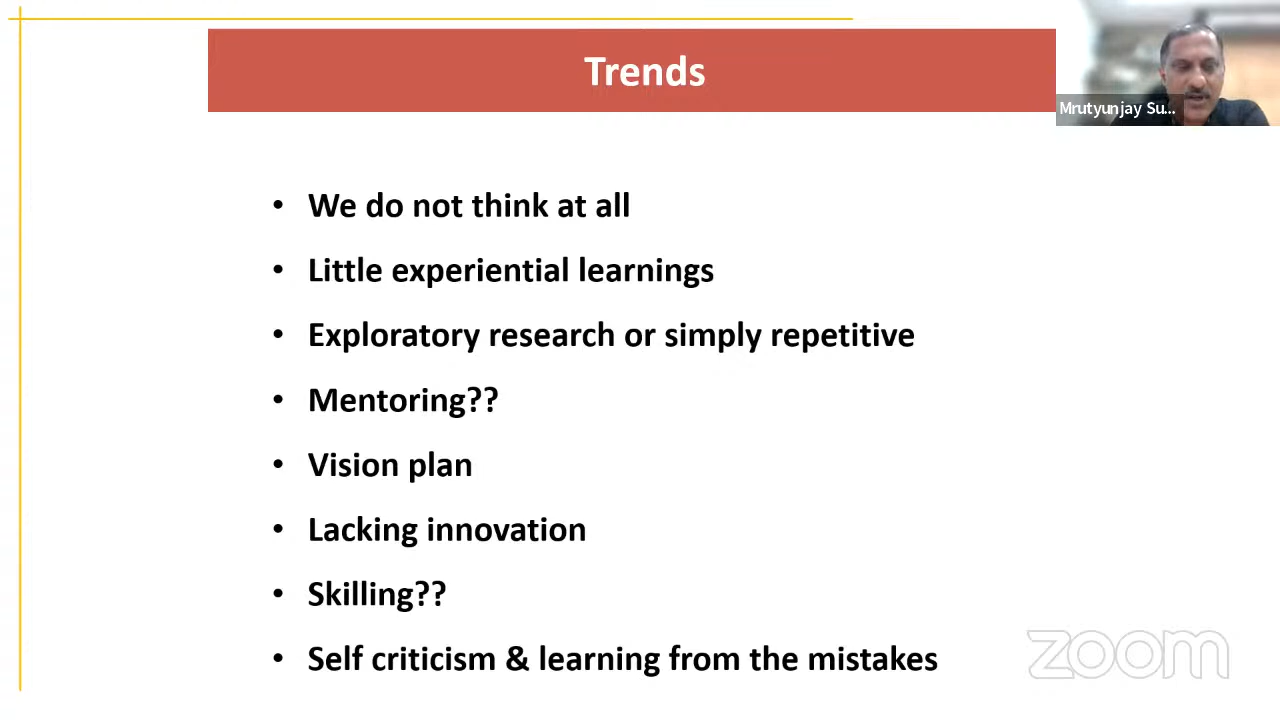 Trends
Mrutyunjay Su...
• We do not think at all
• Little experiential learnings
• Exploratory research or simply repetitive
• Mentoring??
• Vision plan
• Lacking innovation
• Skilling??
• Self criticism & learning from the mistakes
zoom